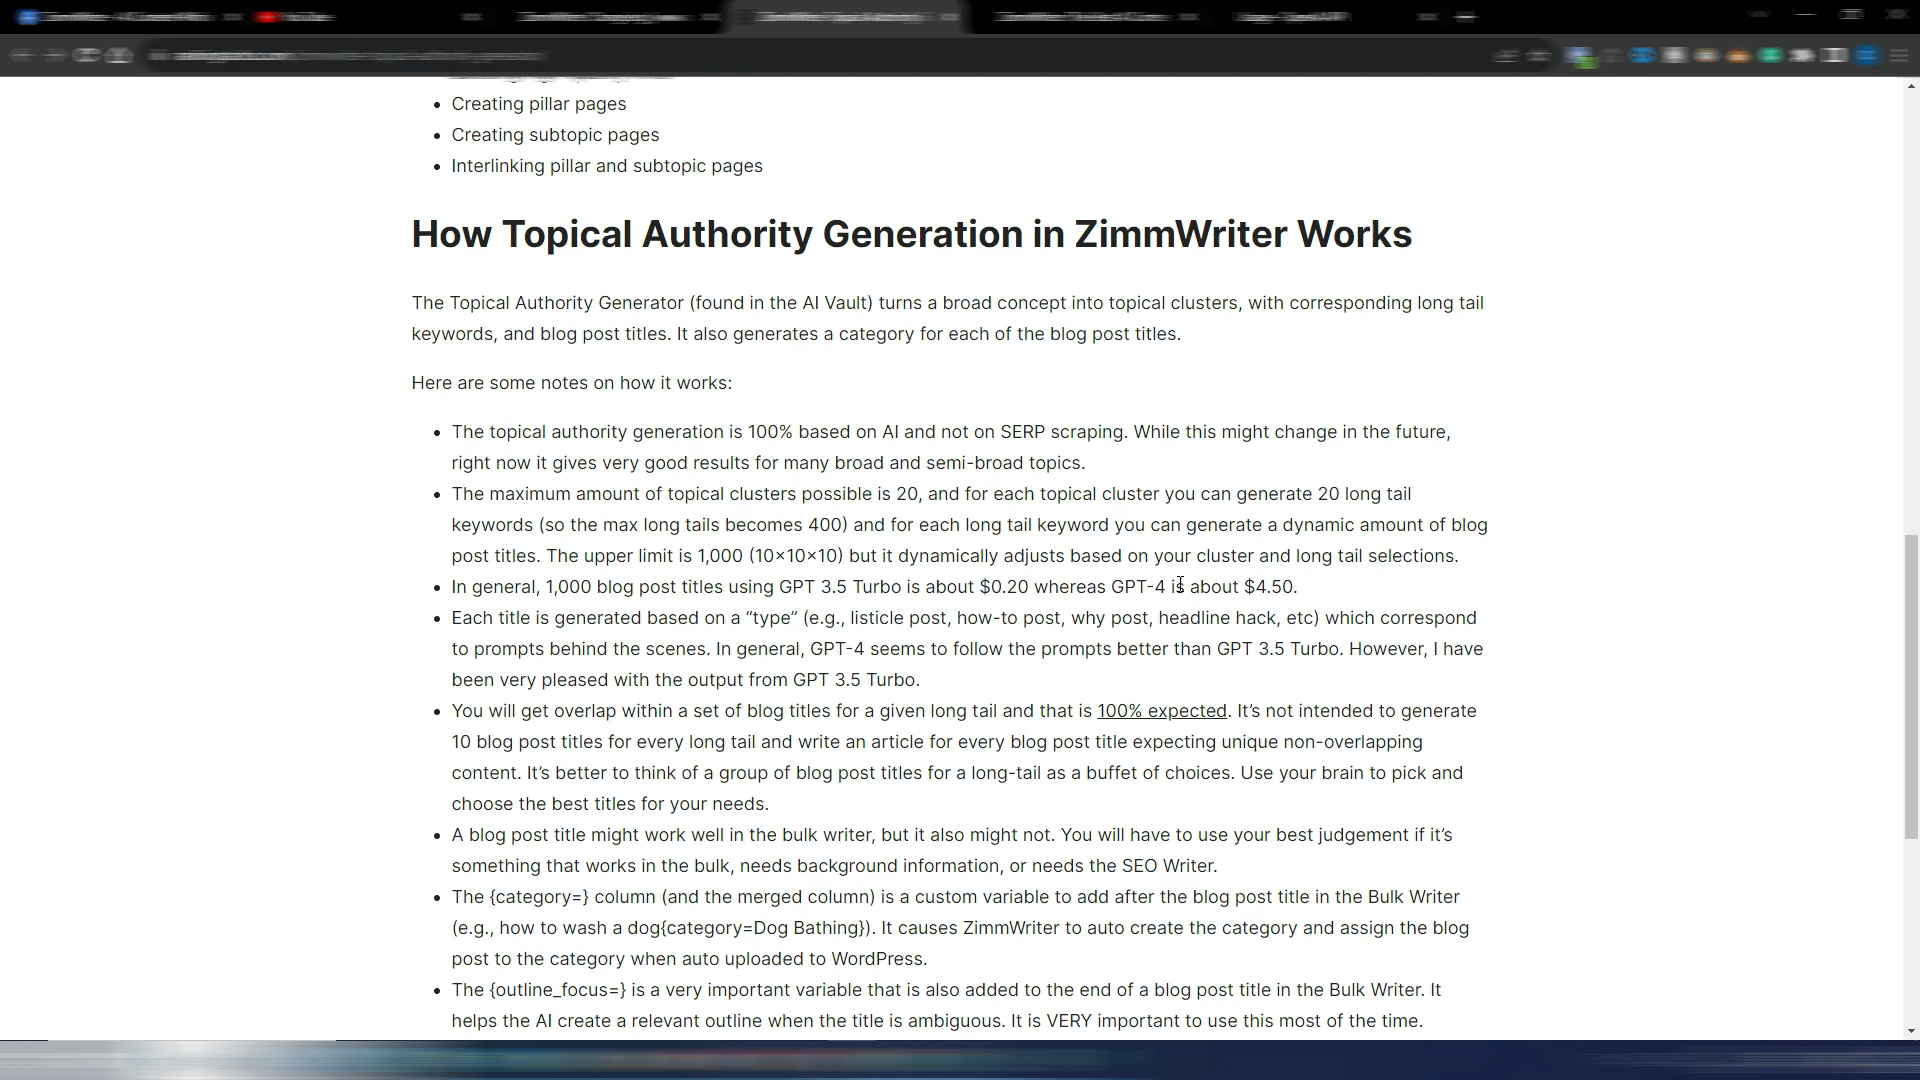 Creating pillar pages
Creating subtopic pages
Interlinking pillar and subtopic pages
How Topical Authority Generation in ZimmWriter Works
The Topical Authority Generator (found in the AI Vault) turns a broad concept into topical clusters, with corresponding long tail
keywords, and blog post titles. It also generates a category for each of the blog post titles.
Here are some notes on how it works:
The topical authority generation is 100% based on AI and not on SERP scraping. While this might change in the future,
right now it gives very good results for many broad and semi-broad topics.
The maximum amount of topical clusters possible is 20, and for each topical cluster you can generate 20 long tail
keywords (so the max long tails becomes 400) and for each long tail keyword you can generate a dynamic amount of blog
post titles. The upper limit is 1,000 (10×10×10) but it dynamically adjusts based on your cluster and long tail selections.
In general, 1,000 blog post titles using GPT 3.5 Turbo is about $0.20 whereas GPT-4 is about $4.50.
Each title is generated based on a “type” (e.g., listicle post, how-to post, why post, headline hack, etc) which correspond
to prompts behind the scenes. In general, GPT-4 seems to follow the prompts better than GPT 3.5 Turbo. However, I have
been very pleased with the output from GPT 3.5 Turbo.
You will get overlap within a set of blog titles for a given long tail and that is 100% expected. It’s not intended to generate
10 blog post titles for every long tail and write an article for every blog post title expecting unique non-overlapping
content. It’s better to think of a group of blog post titles for a long-tail as a buffet of choices. Use your brain to pick and
choose the best titles for your needs.
A blog post title might work well in the bulk writer, but it also might not. You will have to use your best judgement if it’s
something that works in the bulk, needs background information, or needs the SEO Writer.
The {category=} column (and the merged column) is a custom variable to add after the blog post title in the Bulk Writer
(e.g., how to wash a dog{category=Dog Bathing}). It causes ZimmWriter to auto create the category and assign the blog
post to the category when auto uploaded to WordPress.
The {outline_focus=} is a very important variable that is also added to the end of a blog post title in the Bulk Writer. It
helps the AI create a relevant outline when the title is ambiguous. It is VERY important to use this most of the time.